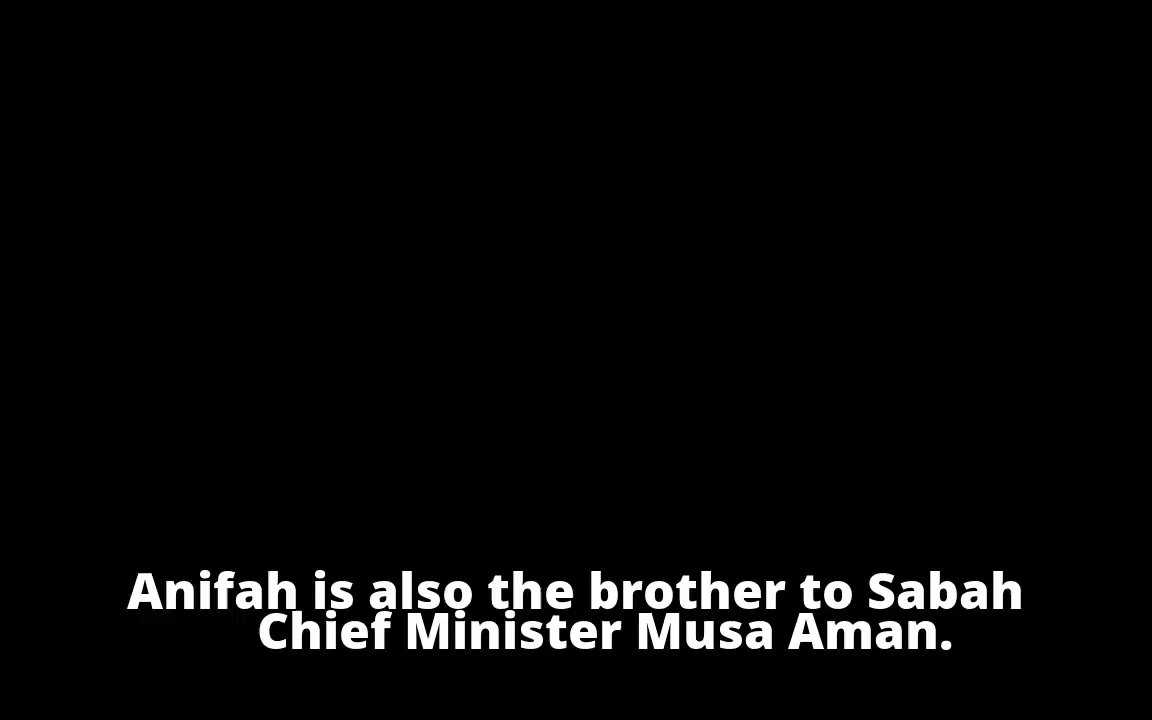 Anifah is also the brother to Sabah
Chief Minister Musa Aman.